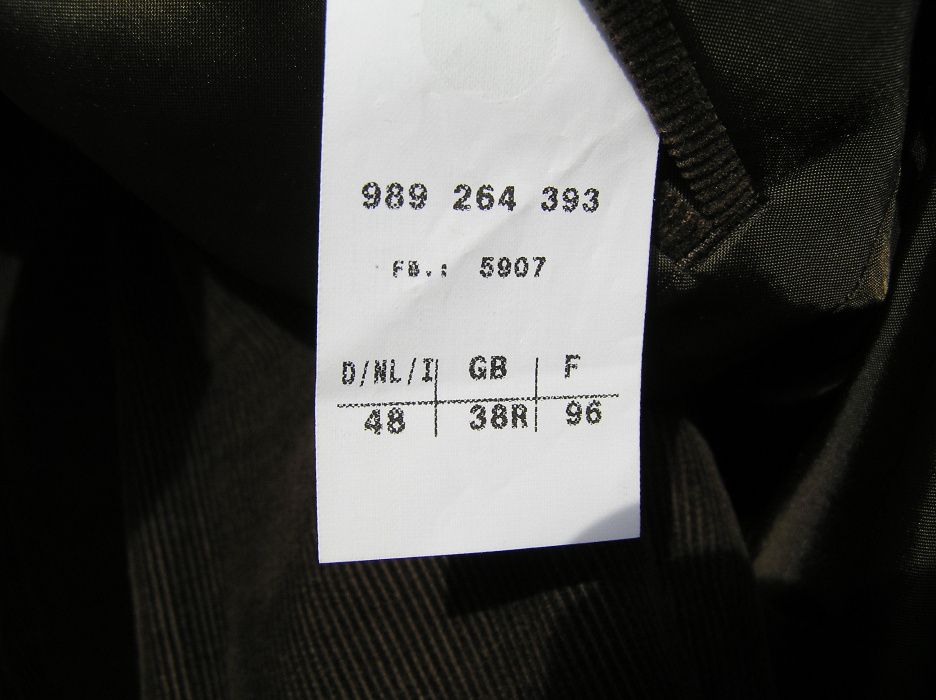 989 264 393
FB.: 5907
D/NL/I GB F
48 38R 96